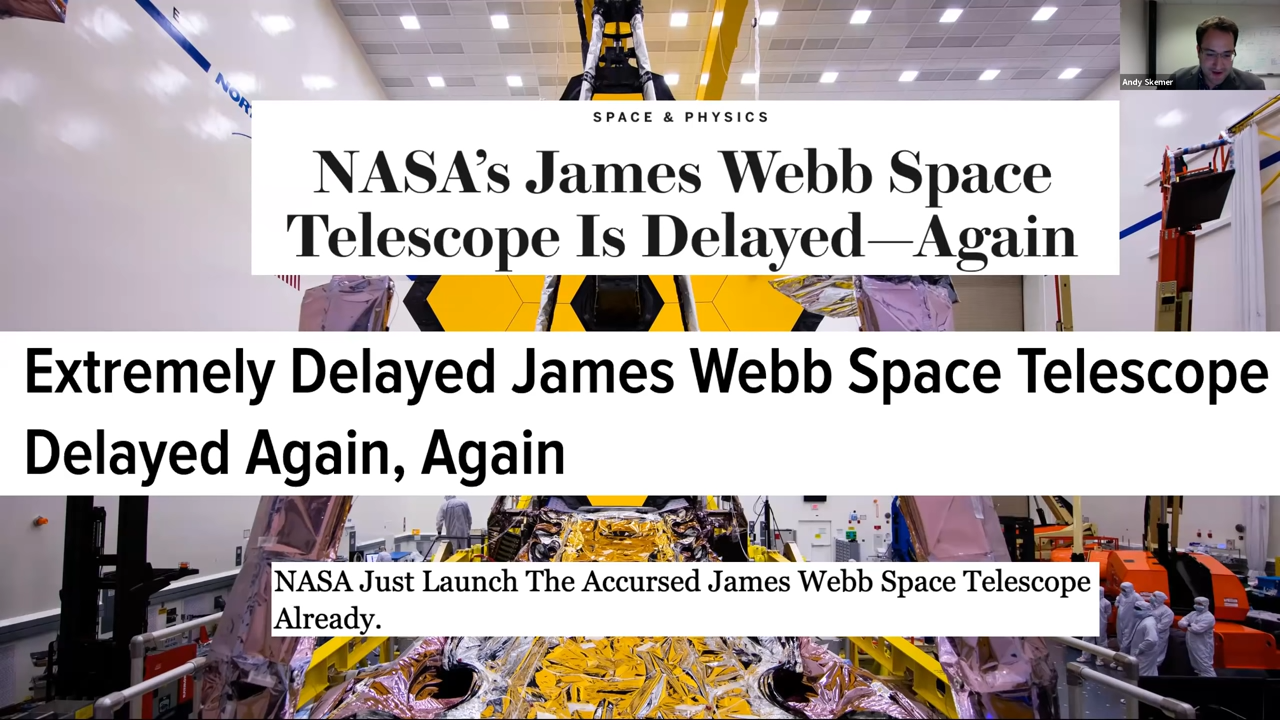 E
NOR
Andy Skemer
SPACE & PHYSICS
NASA’s James Webb Space
Telescope Is Delayed—Again
Extremely Delayed James Webb Space Telescope
Delayed Again, Again
NASA Just Launch The Accursed James Webb Space Telescope
Already.